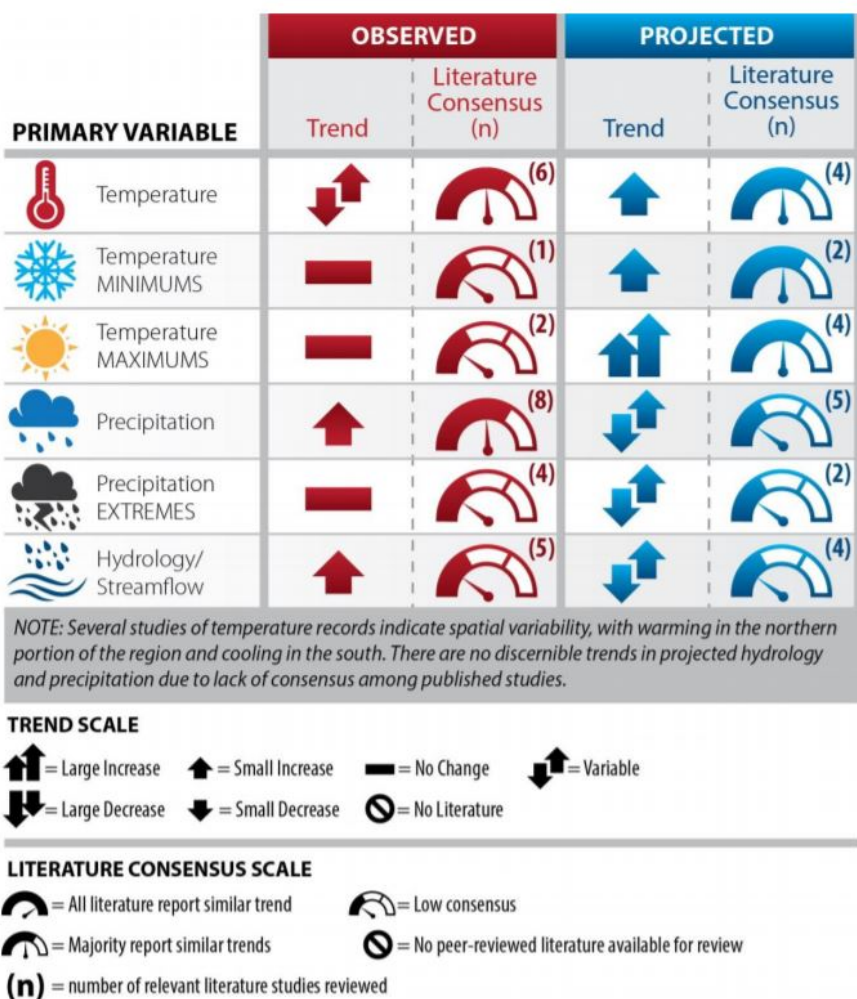 OBSERVED
PROJECTED
PRIMARY VARIABLE
Trend
Literature
Consensus
(n)
Trend
Literature
Consensus
(n)
Temperature
(6)
(4)
Temperature
MINIMUMS
(1)
(2)
Temperature
MAXIMUMS
(2)
(4)
Precipitation
(8)
(5)
Precipitation
EXTREMES
(4)
(2)
Hydrology/
Streamflow
(5)
(4)
NOTE: Several studies of temperature records indicate spatial variability, with warming in the northern
portion of the region and cooling in the south. There are no discernible trends in projected hydrology
and precipitation due to lack of consensus among published studies.
TREND SCALE
= Large Increase
= Small Increase
= No Change
= Variable
= Large Decrease
= Small Decrease
= No Literature
LITERATURE CONSENSUS SCALE
= All literature report similar trend
= Low consensus
= Majority report similar trends
= No peer-reviewed literature available for review
(n) = number of relevant literature studies reviewed